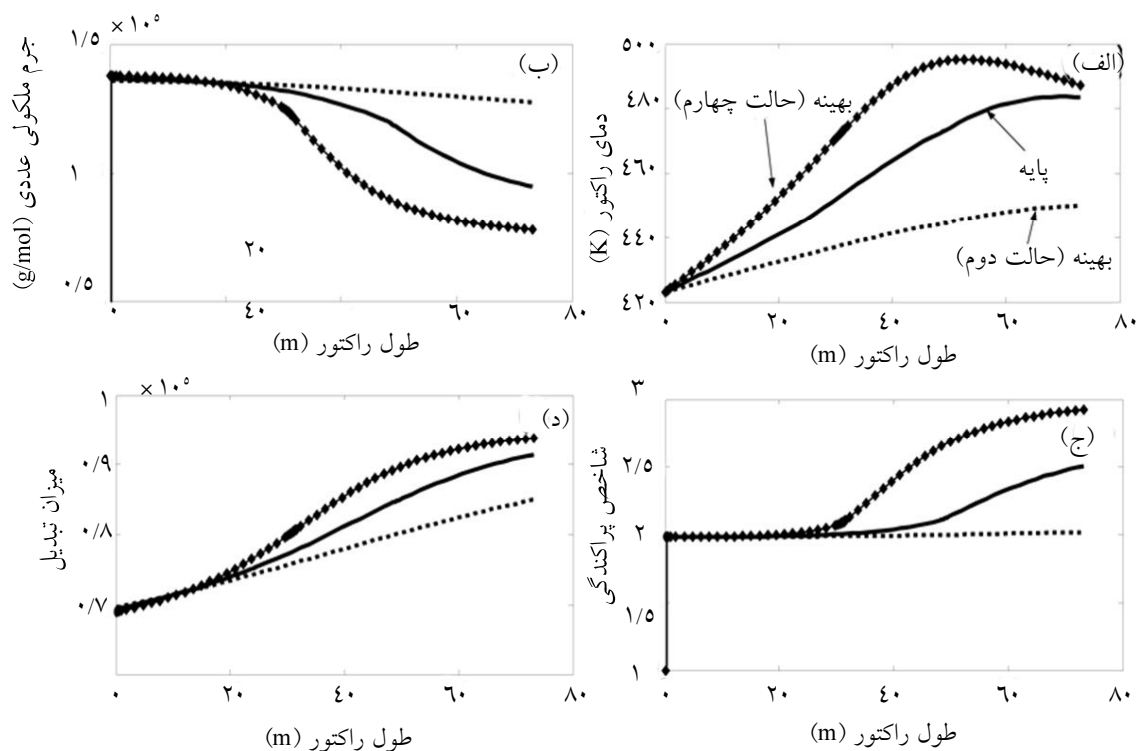 (الف)
دمای راکتور (K)
۵۰۰
۴۸۰
۴۶۰
۴۴۰
۴۲۰
۰
۲۰
۴۰
۶۰
۸۰
طول راکتور (m)
بهینه (حالت چهارم)
پایه
بهینه (حالت دوم)
(ب)
جرم ملکولی عددی (g/mol)
۱/۵ ×۱۰⁵
۱
۰/۵
۰
۲۰
۴۰
۶۰
۸۰
طول راکتور (m)
(ج)
شاخص پراکندگی
۳
۲/۵
۲
۱/۵
۱
۰
۲۰
۴۰
۶۰
۸۰
طول راکتور (m)
(د)
میزان تبدیل
۱ ×۱۰⁵
۰/۹
۰/۸
۰/۷
۰
۲۰
۴۰
۶۰
۸۰
طول راکتور (m)